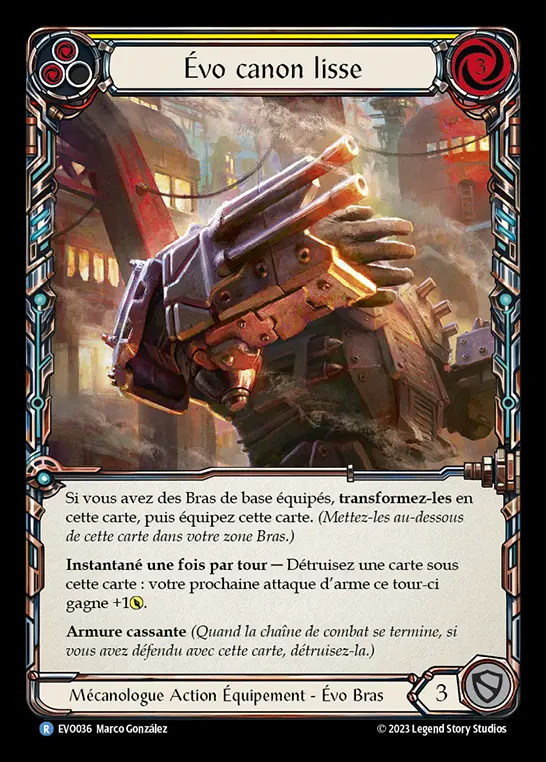 Évo canon lisse
3
Si vous avez des Bras de base équipés, transformez-les en
cette carte, puis équipez cette carte. (Mettez-les au-dessous
de cette carte dans votre zone Bras.)
Instantané une fois par tour — Détruisez une carte sous
cette carte : votre prochaine attaque d'arme ce tour-ci
gagne +1.
Armure cassante (Quand la chaîne de combat se termine, si
vous avez défendu avec cette carte, détruisez-la.)
Mécanologue Action Équipement - Évo Bras
3
R EVO036 Marco González
© 2023 Legend Story Studios